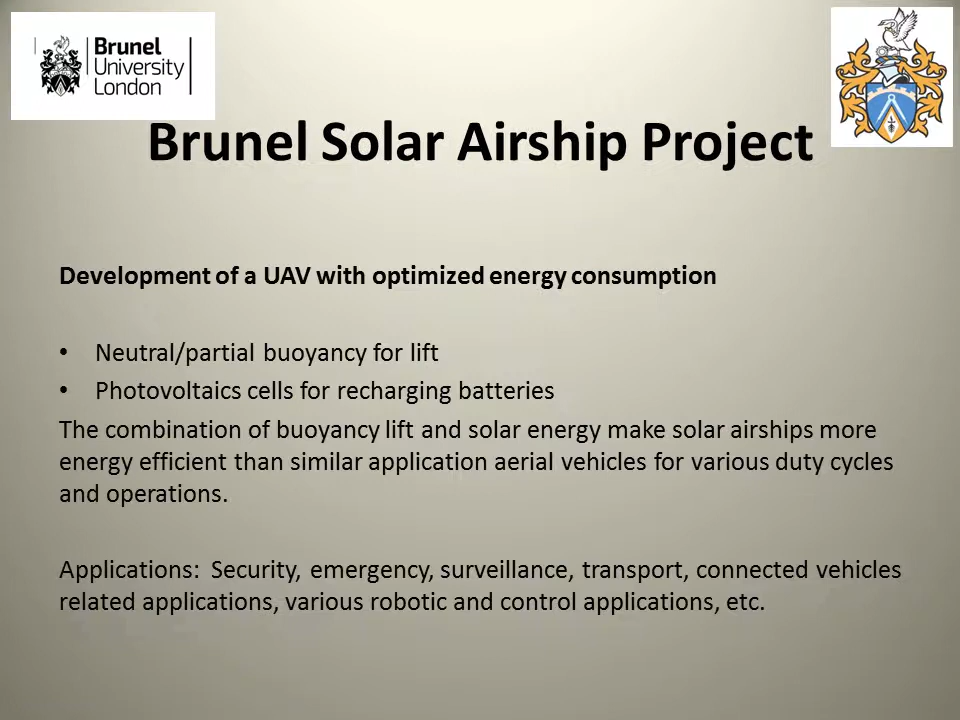 Brunel
University
London
Brunel Solar Airship Project
Development of a UAV with optimized energy consumption
• Neutral/partial buoyancy for lift
• Photovoltaics cells for recharging batteries
The combination of buoyancy lift and solar energy make solar airships more
energy efficient than similar application aerial vehicles for various duty cycles
and operations.
Applications: Security, emergency, surveillance, transport, connected vehicles
related applications, various robotic and control applications, etc.